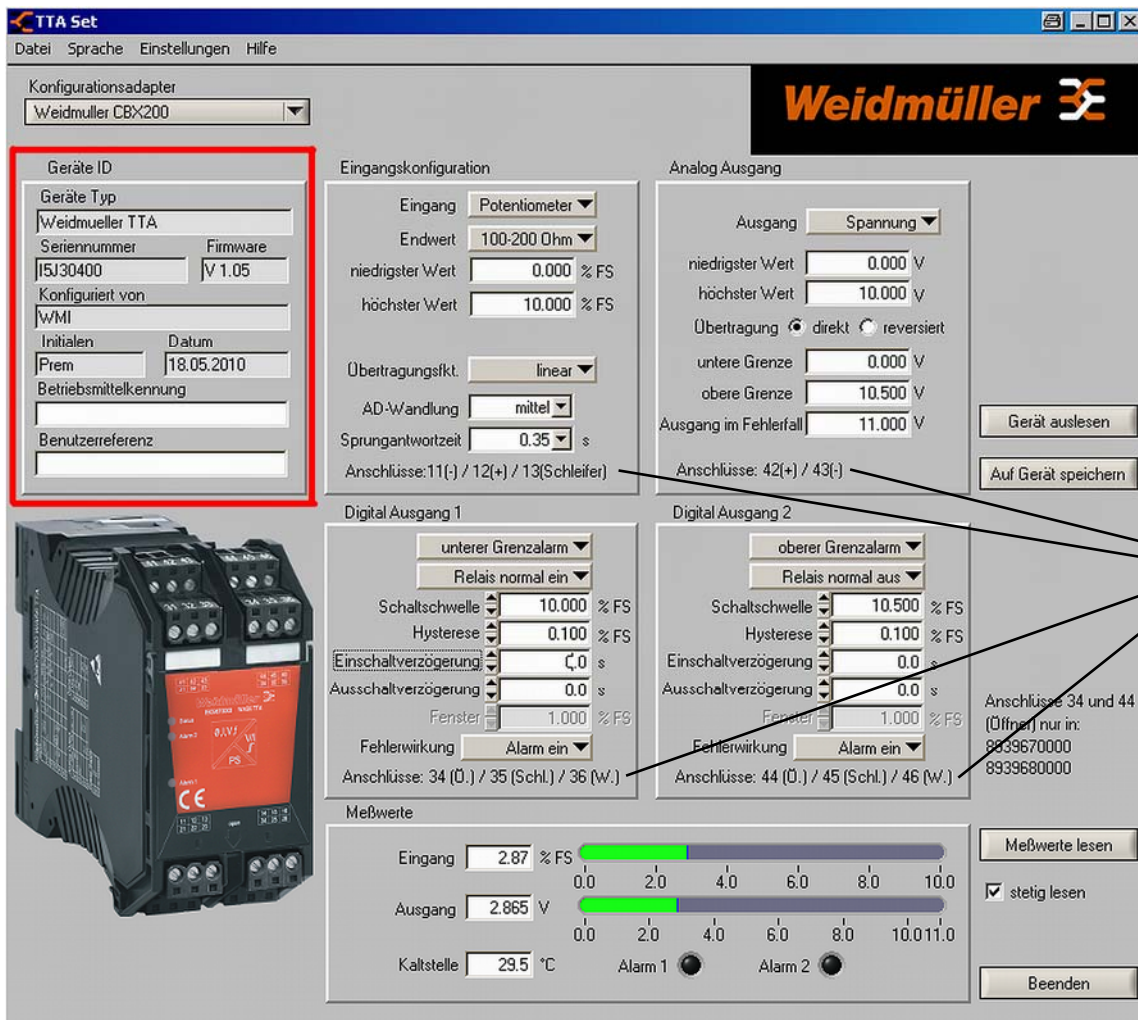 TTA Set
Datei Sprache Einstellungen Hilfe
Konfigurationsadapter
Weidmuller CBX200
Weidmüller
Geräte ID
Geräte Typ
Weidmueller TTA
Seriennummer Firmware
I5J30400 V 1.05
Konfiguriert von
WMI
Initialen Datum
Prem 18.05.2010
Betriebsmittelkennung
Benutzerreferenz
Eingangskonfiguration
Eingang Potentiometer
Endwert 100-200 Ohm
niedrigster Wert 0.000 % FS
höchster Wert 10.000 % FS
Übertragungsfkt. linear
AD-Wandlung mittel
Sprungantwortzeit 0.35 s
Anschlüsse:11(-) / 12(+) / 13(Schleifer)
Analog Ausgang
Ausgang Spannung
niedrigster Wert 0.000 V
höchster Wert 10.000 V
Übertragung direkt reversiert
untere Grenze 0.000 V
obere Grenze 10.500 V
Ausgang im Fehlerfall 11.000 V
Anschlüsse: 42(+) / 43(-)
Gerät auslesen
Auf Gerät speichern
Digital Ausgang 1
unterer Grenzalarm
Relais normal ein
Schaltschwelle 10.000 % FS
Hysterese 0.100 % FS
Einschaltverzögerung .0 s
Ausschaltverzögerung 0.0 s
Fenster 1.000 % FS
Fehlerwirkung Alarm ein
Anschlüsse: 34 (Ö.) / 35 (Schl.) / 36 (W.)
Digital Ausgang 2
oberer Grenzalarm
Relais normal aus
Schaltschwelle 10.500 % FS
Hysterese 0.100 % FS
Einschaltverzögerung 0.0 s
Ausschaltverzögerung 0.0 s
Fenster 1.000 % FS
Fehlerwirkung Alarm ein
Anschlüsse: 44 (Ö.) / 45 (Schl.) / 46 (W.)
Anschlüsse 34 und 44
(Öffner) nur in:
8939670000
8939680000
Weidmüller
PS
CE
Meßwerte
Eingang 2.87 % FS
0.0 2.0 4.0 6.0 8.0 10.0
Ausgang 2.865 V
0.0 2.0 4.0 6.0 8.0 10.011.0
Kaltstelle 29.5 °C Alarm 1 Alarm 2
Meßwerte lesen
stetig lesen
Beenden